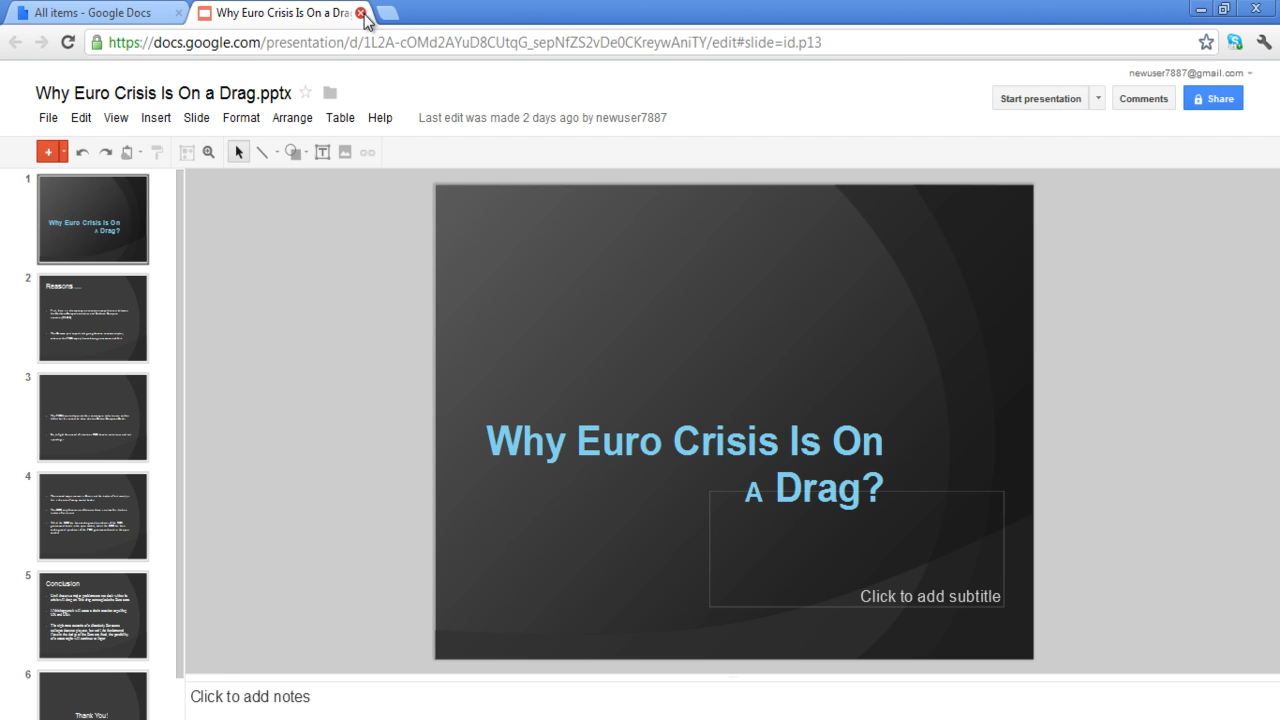 All items - Google Docs
Why Euro Crisis Is On a Dra
https://docs.google.com/presentation/d/1L2A-cOMd2AYuD8CUtqG_sepNfZS2vDe0CKreywAniTY/edit#slide=id.p13
newuser7887@gmail.com
Why Euro Crisis Is On a Drag.pptx
Start presentation
Comments
Share
File Edit View Insert Slide Format Arrange Table Help
Last edit was made 2 days ago by newuser7887
1
Why Euro Crisis Is On
A Drag?
2
Reasons....
3
4
5
Conclusion
6
Thank You!
Why Euro Crisis Is On
A Drag?
Click to add subtitle
Click to add notes